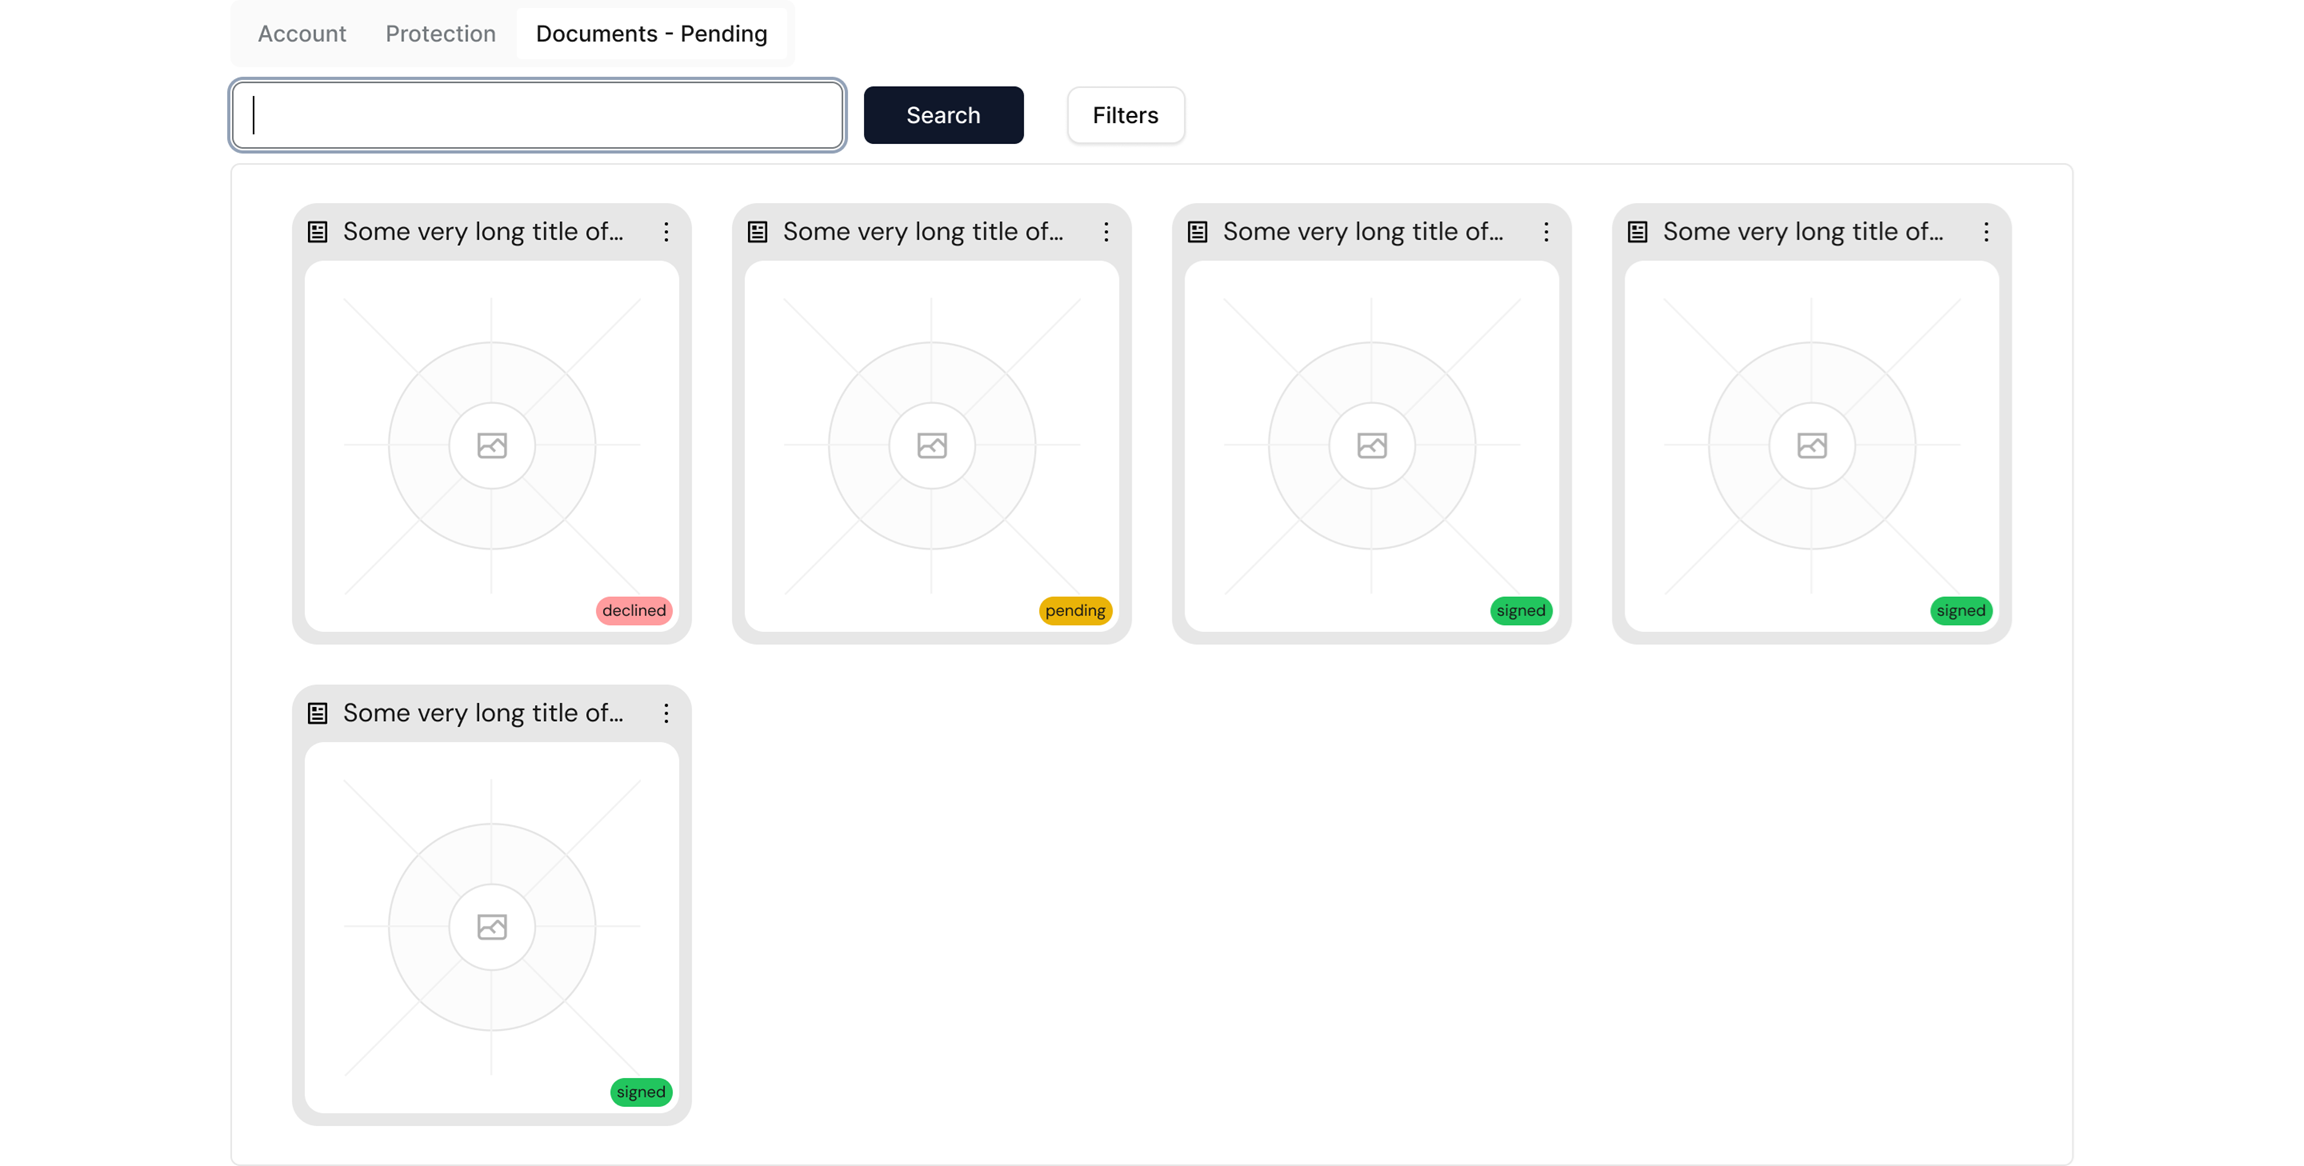 Account Protection Documents - Pending
Search Filters
Some very long title of... Some very long title of... Some very long title of... Some very long title of...
declined pending signed signed
Some very long title of...
signed